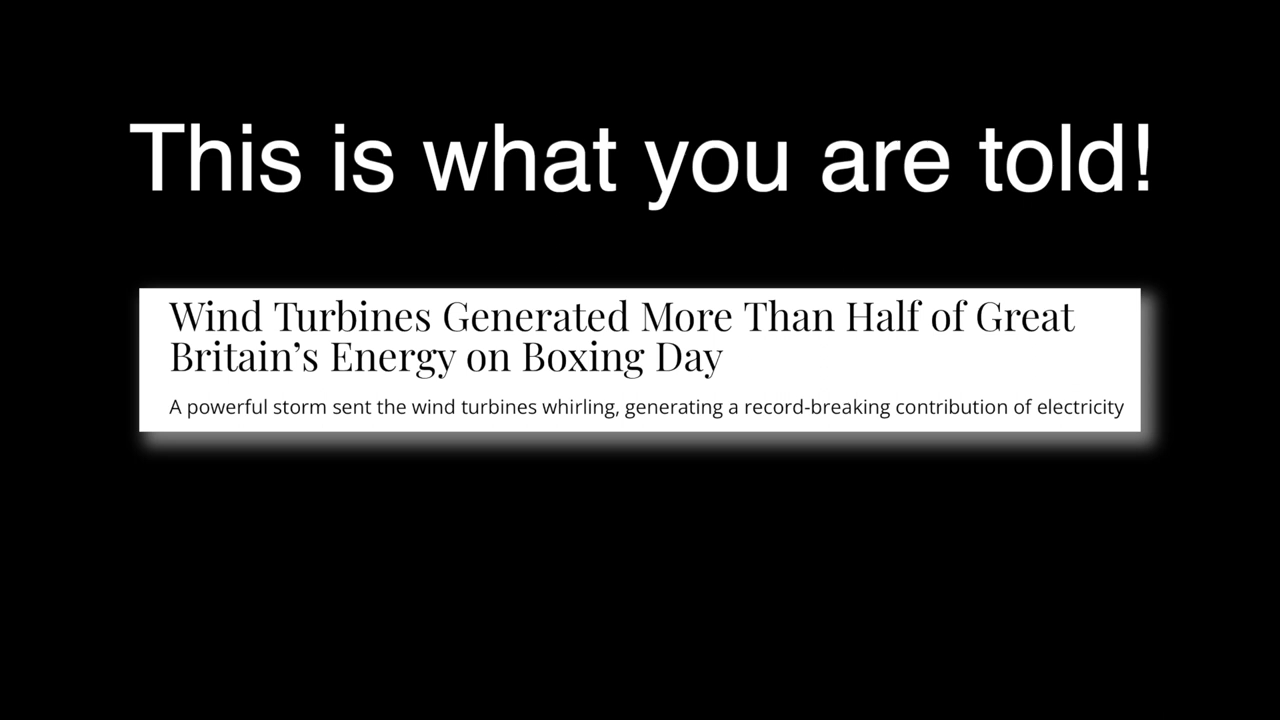 This is what you are told!
Wind Turbines Generated More Than Half of Great
Britain’s Energy on Boxing Day
A powerful storm sent the wind turbines whirling, generating a record-breaking contribution of electricity